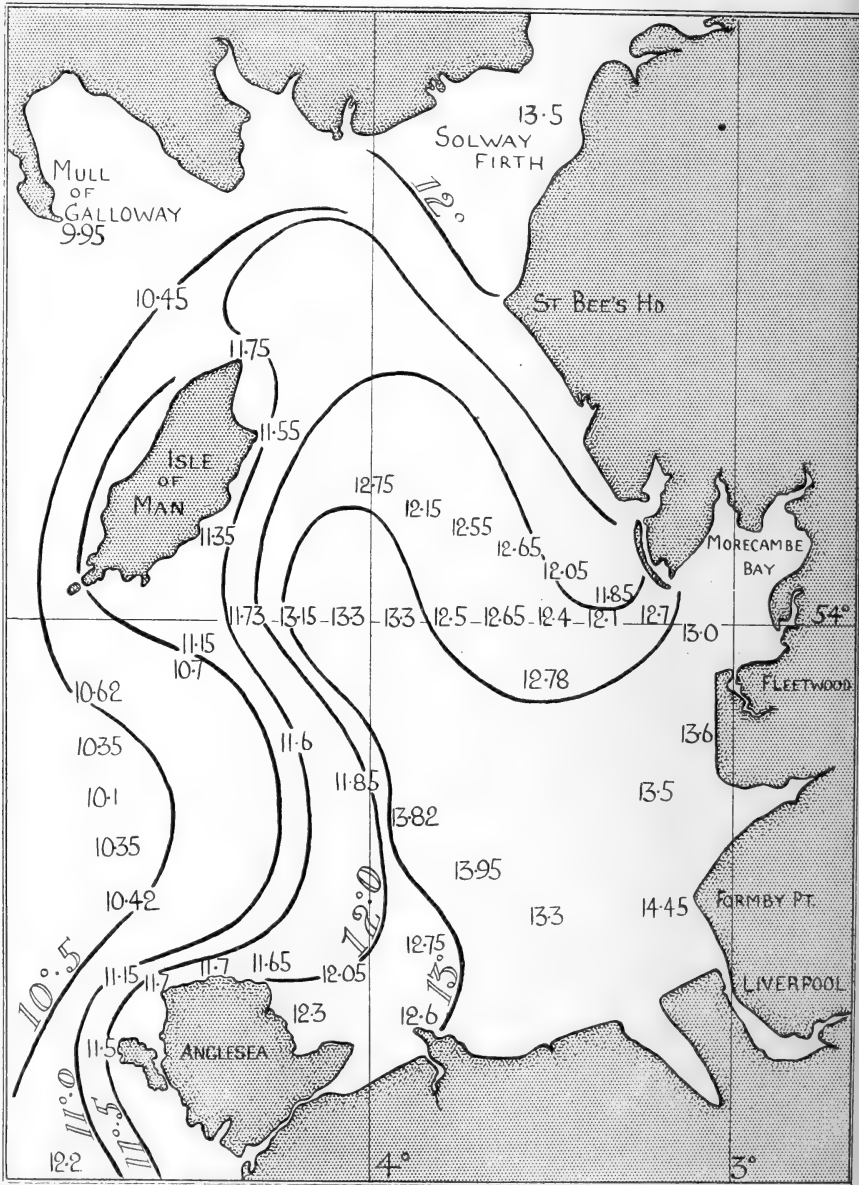 13·5
SOLWAY
FIRTH
MULL
OF
GALLOWAY
9·95
12°
10·45
ST BEE'S HD
11·75
11·55
ISLE
OF
MAN
12·75
12·15
12·55
11·35
12·65
12·05
MORECAMBE
BAY
11·85
11·73 13·15 13·3 13·3 12·5 12·65 12·4 12·1 12·7 54°
13·0
11·15
10·7
12·78
FLEETWOOD
10·62
13·6
10·35
11·6
11·85
13·5
10·1
13·82
10·35
13·95
10·42
12°·0
13·3
14·45
FORMBY PT.
12·75
13°
10°·5
11·15
11·7
11·7
11·65
12·05
LIVERPOOL
12·3
12·6
11·5
ANGLESEA
11°·0
11°·5
12·2
4°
3°